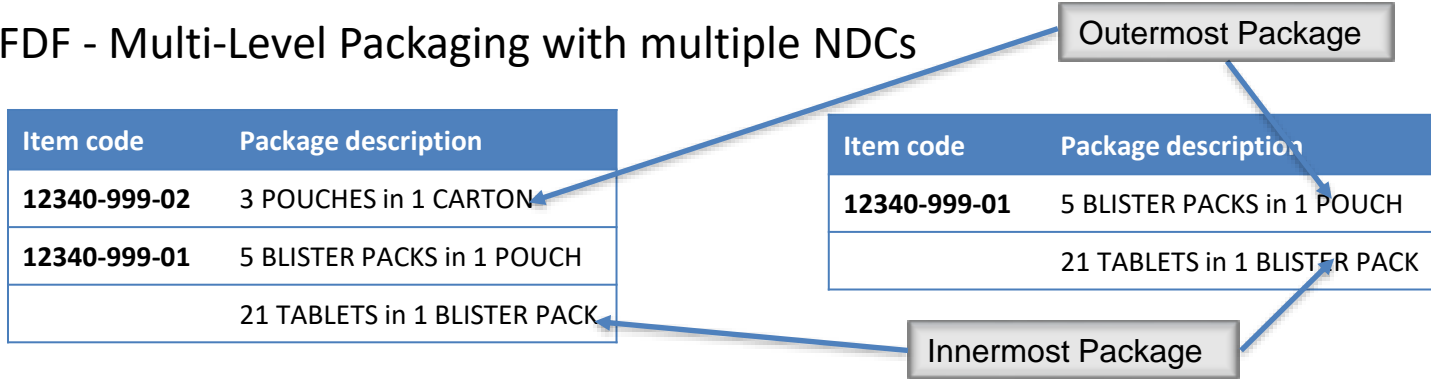 FDF - Multi-Level Packaging with multiple NDCs
Outermost Package
Item code Package description
12340-999-02 3 POUCHES in 1 CARTON
12340-999-01 5 BLISTER PACKS in 1 POUCH
21 TABLETS in 1 BLISTER PACK
Item code Package description
12340-999-01 5 BLISTER PACKS in 1 POUCH
21 TABLETS in 1 BLISTER PACK
Innermost Package